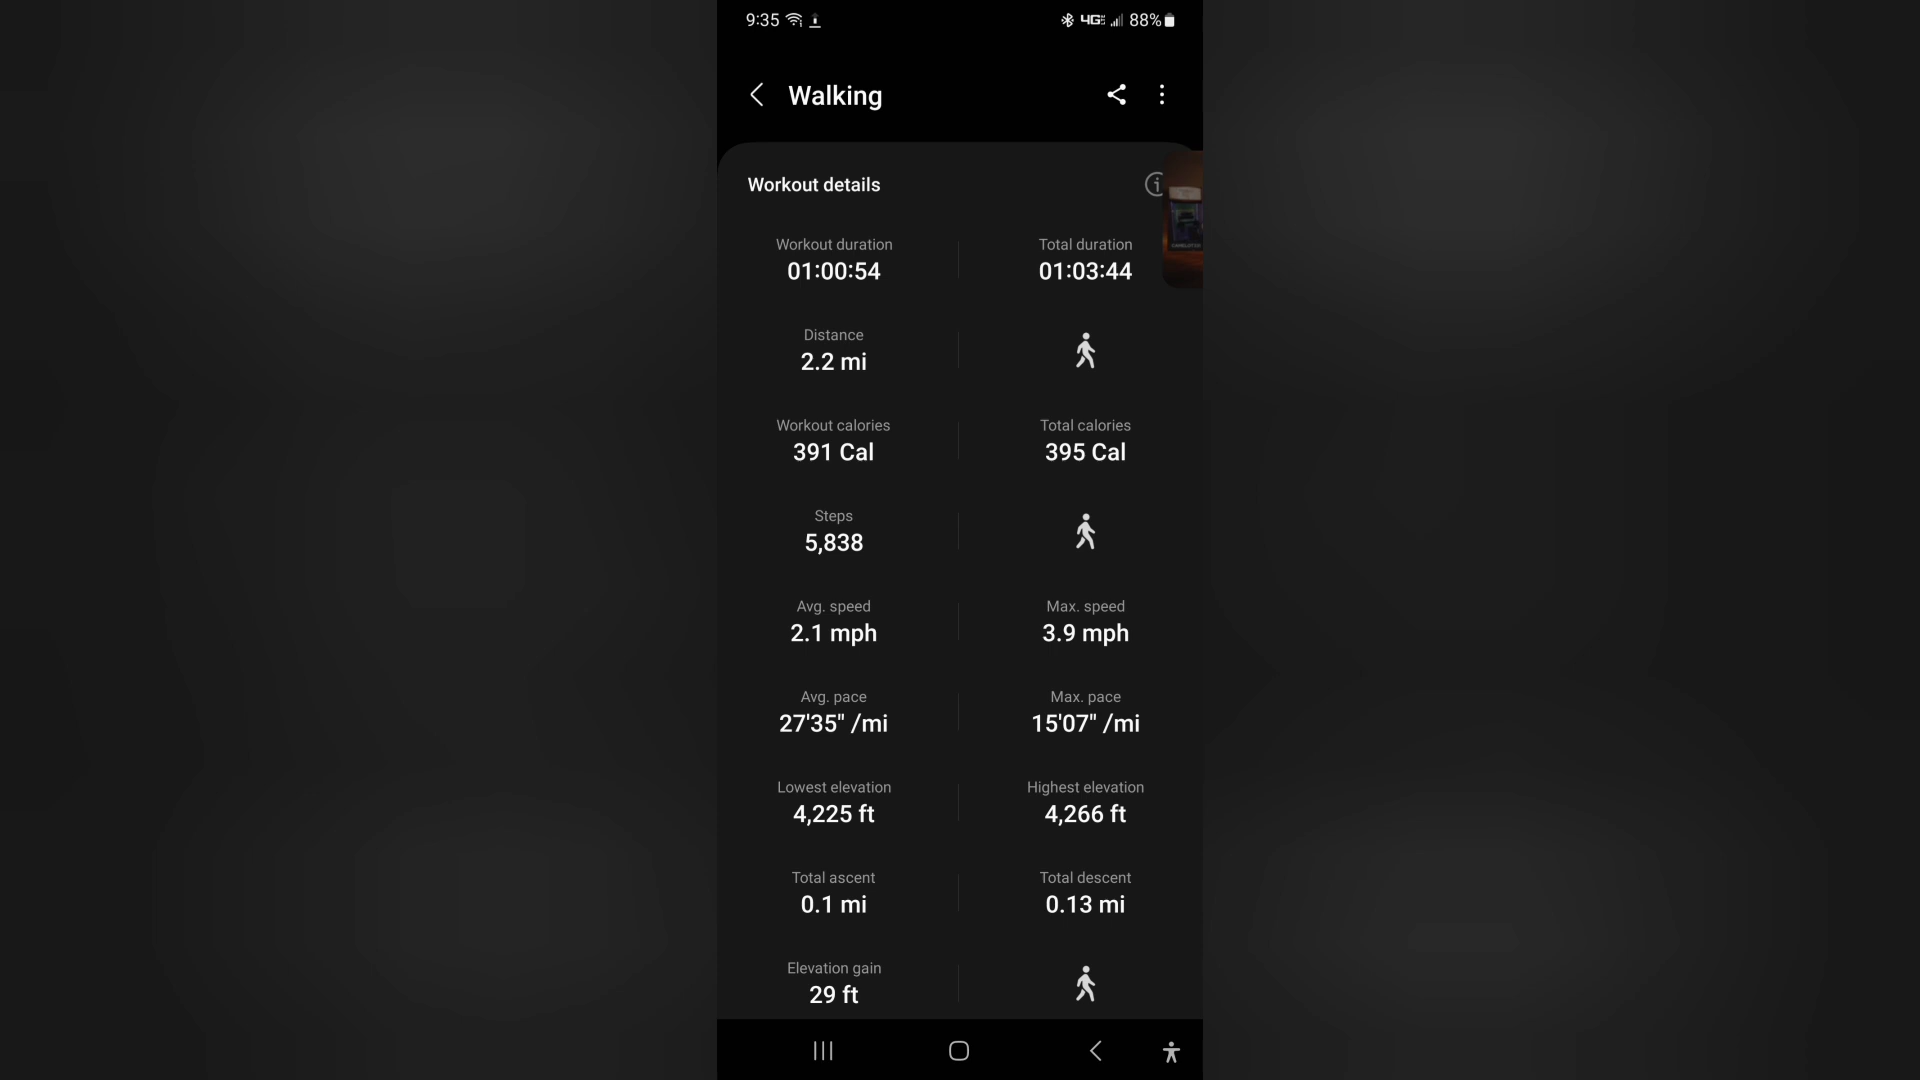 9:35 4G 88%
Walking
Workout details
Workout duration Total duration
01:00:54 01:03:44
Distance
2.2 mi
Workout calories Total calories
391 Cal 395 Cal
Steps
5,838
Avg. speed Max. speed
2.1 mph 3.9 mph
Avg. pace Max. pace
27'35" /mi 15'07" /mi
Lowest elevation Highest elevation
4,225 ft 4,266 ft
Total ascent Total descent
0.1 mi 0.13 mi
Elevation gain
29 ft